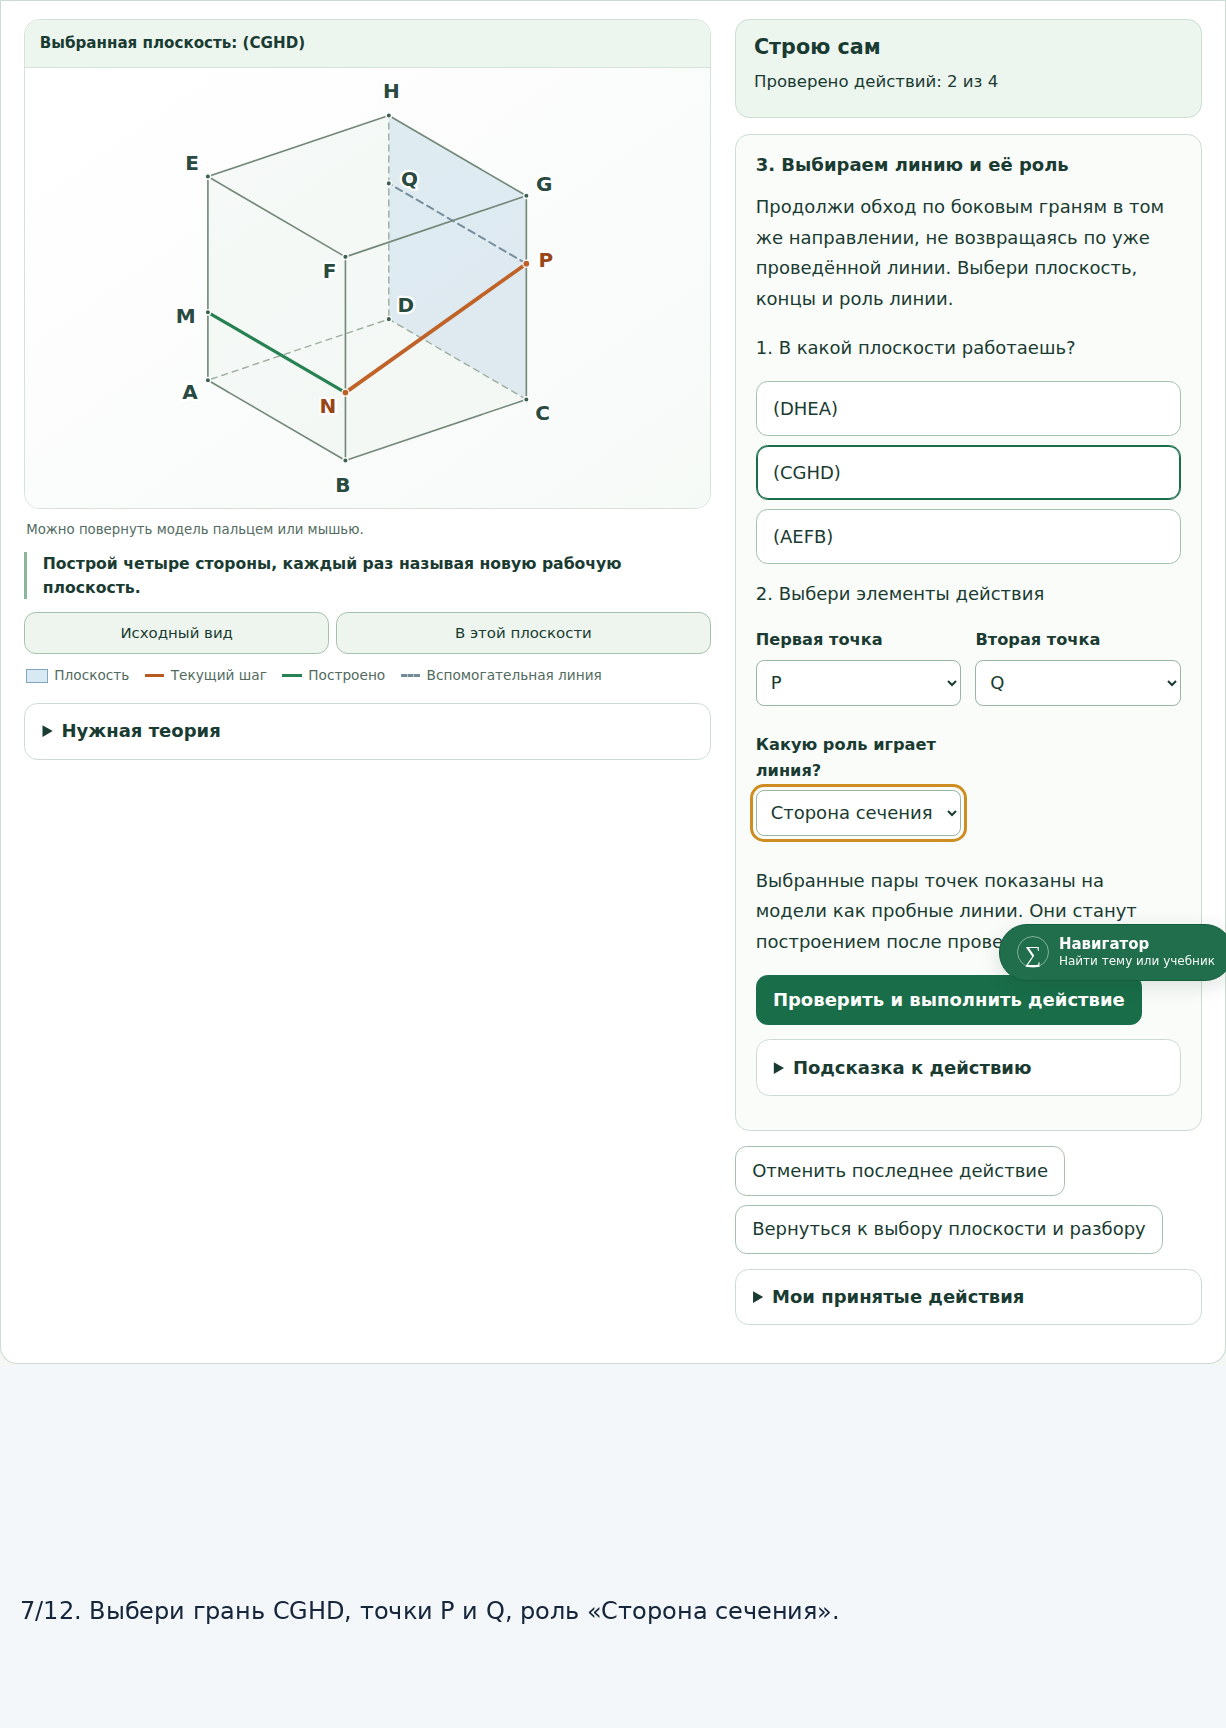 Выбранная плоскость: (CGHD)
H
E
Q
G
F
P
D
M
A
N
C
B
Можно повернуть модель пальцем или мышью.
Построй четыре стороны, каждый раз называя новую рабочую
плоскость.
Исходный вид
В этой плоскости
Плоскость
Текущий шаг
Построено
Вспомогательная линия
Нужная теория
Строю сам
Проверено действий: 2 из 4
3. Выбираем линию и её роль
Продолжи обход по боковым граням в том
же направлении, не возвращаясь по уже
проведённой линии. Выбери плоскость,
концы и роль линии.
1. В какой плоскости работаешь?
(DHEA)
(CGHD)
(AEFB)
2. Выбери элементы действия
Первая точка
Вторая точка
P
Q
Какую роль играет
линия?
Сторона сечения
Выбранные пары точек показаны на
модели как пробные линии. Они станут
построением после прове
Навигатор
Найти тему или учебник
Проверить и выполнить действие
Подсказка к действию
Отменить последнее действие
Вернуться к выбору плоскости и разбору
Мои принятые действия
7/12. Выбери грань CGHD, точки P и Q, роль «Сторона сечения».